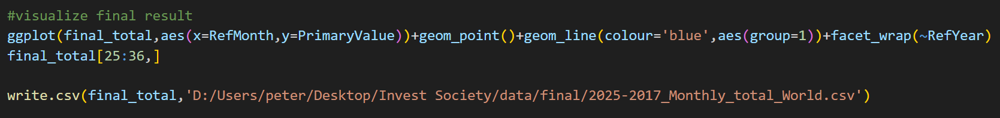 #visualize final result
ggplot(final_total,aes(x=RefMonth,y=PrimaryValue))+geom_point()+geom_line(colour='blue',aes(group=1))+facet_wrap(~RefYear)
final_total[25:36,]
write.csv(final_total,'D:/Users/peter/Desktop/Invest Society/data/final/2025-2017_Monthly_total_World.csv')